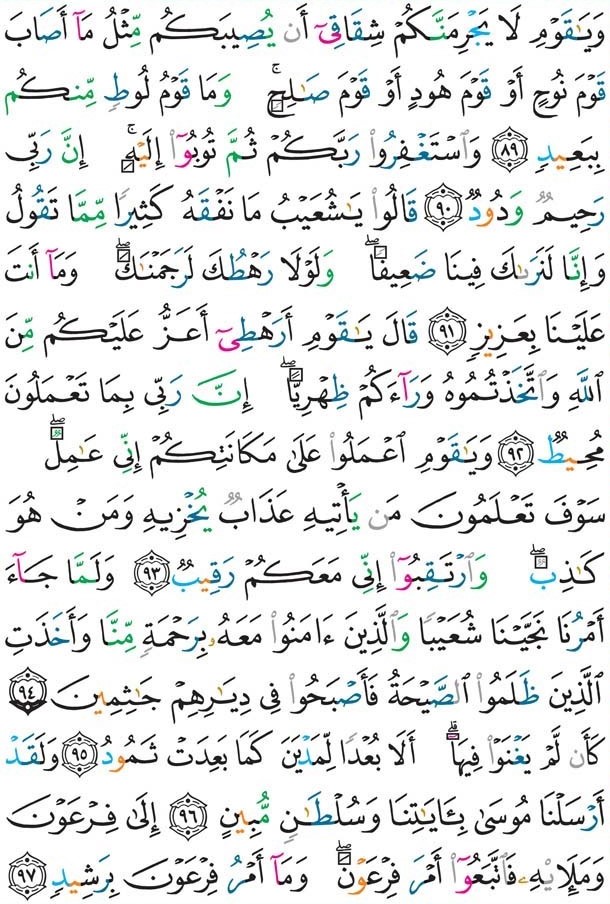 وَيَـٰقَوْمِ لَا يَجْرِمَنَّكُمْ شِقَاقِىٓ أَن يُصِيبَكُم مِّثْلُ مَآ أَصَابَ
قَوْمَ نُوحٍ أَوْ قَوْمَ هُودٍ أَوْ قَوْمَ صَـٰلِحٍ ۚ وَمَا قَوْمُ لُوطٍ مِّنكُم
بِبَعِيدٍ ٨٩ وَٱسْتَغْفِرُوا۟ رَبَّكُمْ ثُمَّ تُوبُوٓا۟ إِلَيْهِ ۚ إِنَّ رَبِّى
رَحِيمٌ وَدُودٌ ٩٠ قَالُوا۟ يَـٰشُعَيْبُ مَا نَفْقَهُ كَثِيرًا مِّمَّا تَقُولُ
وَإِنَّا لَنَرَىٰكَ فِينَا ضَعِيفًا ۖ وَلَوْلَا رَهْطُكَ لَرَجَمْنَـٰكَ ۖ وَمَآ أَنتَ
عَلَيْنَا بِعَزِيزٍ ٩١ قَالَ يَـٰقَوْمِ أَرَهْطِىٓ أَعَزُّ عَلَيْكُم مِّنَ
ٱللَّهِ وَٱتَّخَذْتُمُوهُ وَرَآءَكُمْ ظِهْرِيًّا ۖ إِنَّ رَبِّى بِمَا تَعْمَلُونَ
مُحِيطٌ ٩٢ وَيَـٰقَوْمِ ٱعْمَلُوا۟ عَلَىٰ مَكَانَتِكُمْ إِنِّى عَـٰمِلٌ ۖ
سَوْفَ تَعْلَمُونَ مَن يَأْتِيهِ عَذَابٌ يُخْزِيهِ وَمَنْ هُوَ
كَـٰذِبٌ ۖ وَٱرْتَقِبُوٓا۟ إِنِّى مَعَكُمْ رَقِيبٌ ٩٣ وَلَمَّا جَآءَ
أَمْرُنَا نَجَّيْنَا شُعَيْبًا وَٱلَّذِينَ ءَامَنُوا۟ مَعَهُۥ بِرَحْمَةٍ مِّنَّا وَأَخَذَتِ
ٱلَّذِينَ ظَلَمُوا۟ ٱلصَّيْحَةُ فَأَصْبَحُوا۟ فِى دِيَـٰرِهِمْ جَـٰثِمِينَ ٩٤
كَأَن لَّمْ يَغْنَوْا۟ فِيهَآ ۗ أَلَا بُعْدًا لِّمَدْيَنَ كَمَا بَعِدَتْ ثَمُودُ ٩٥ وَلَقَدْ
أَرْسَلْنَا مُوسَىٰ بِـَٔايَـٰتِنَا وَسُلْطَـٰنٍ مُّبِينٍ ٩٦ إِلَىٰ فِرْعَوْنَ
وَمَلَإِي۟هِۦ فَٱتَّبَعُوٓا۟ أَمْرَ فِرْعَوْنَ ۖ وَمَآ أَمْرُ فِرْعَوْنَ بِرَشِيدٍ ٩٧